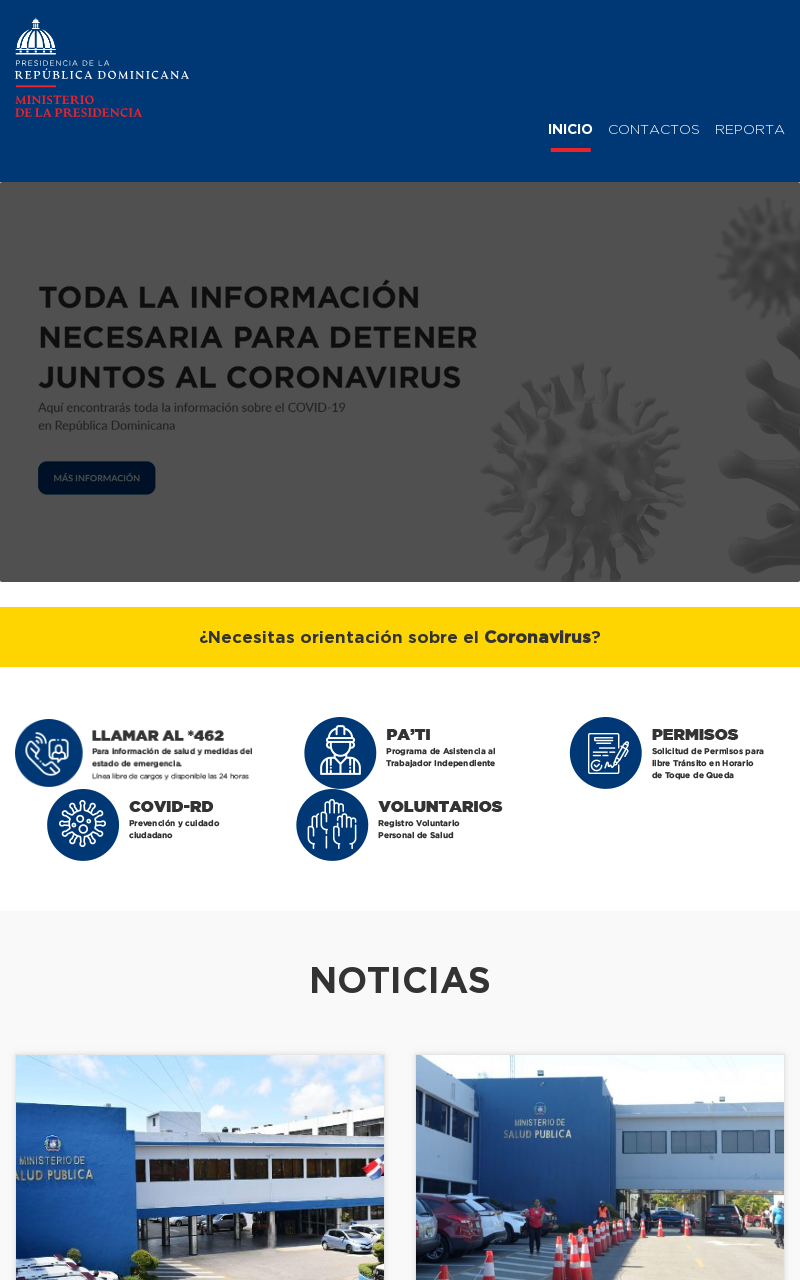 PRESIDENCIA DE LA
REPÚBLICA DOMINICANA
MINISTERIO
DE LA PRESIDENCIA
INICIO CONTACTOS REPORTA
TODA LA INFORMACIÓN
NECESARIA PARA DETENER
JUNTOS AL CORONAVIRUS
Aquí encontrarás toda la información sobre el COVID-19
en República Dominicana
MÁS INFORMACIÓN
¿Necesitas orientación sobre el Coronavirus?
LLAMAR AL *462
Para información de salud y medidas del
estado de emergencia.
Línea libre de cargos y disponible las 24 horas
PA'TI
Programa de Asistencia al
Trabajador Independiente
PERMISOS
Solicitud de Permisos para
libre Tránsito en Horario
de Toque de Queda
COVID-RD
Prevención y cuidado
ciudadano
VOLUNTARIOS
Registro Voluntario
Personal de Salud
NOTICIAS
MINISTERIO DE
ALUD PUBLICA
MINISTERIO DE
SALUD PUBLICA